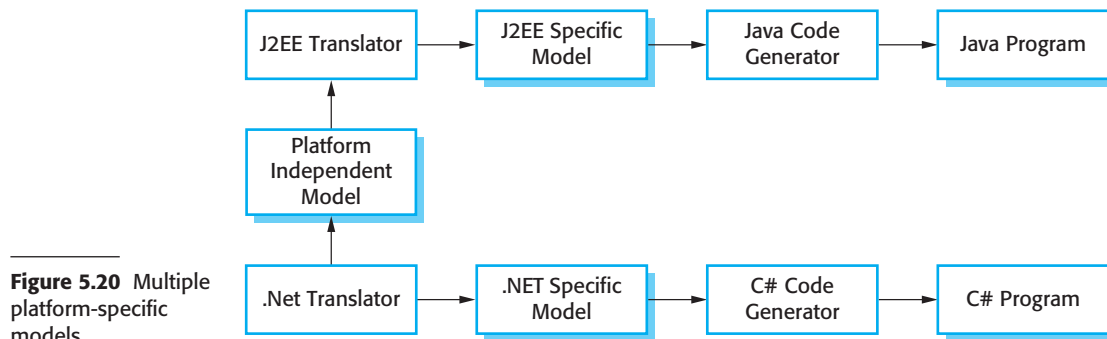 J2EE Translator
J2EE Specific
Model
Java Code
Generator
Java Program
Platform
Independent
Model
Figure 5.20 Multiple
platform-specific
models
.Net Translator
.NET Specific
Model
C# Code
Generator
C# Program